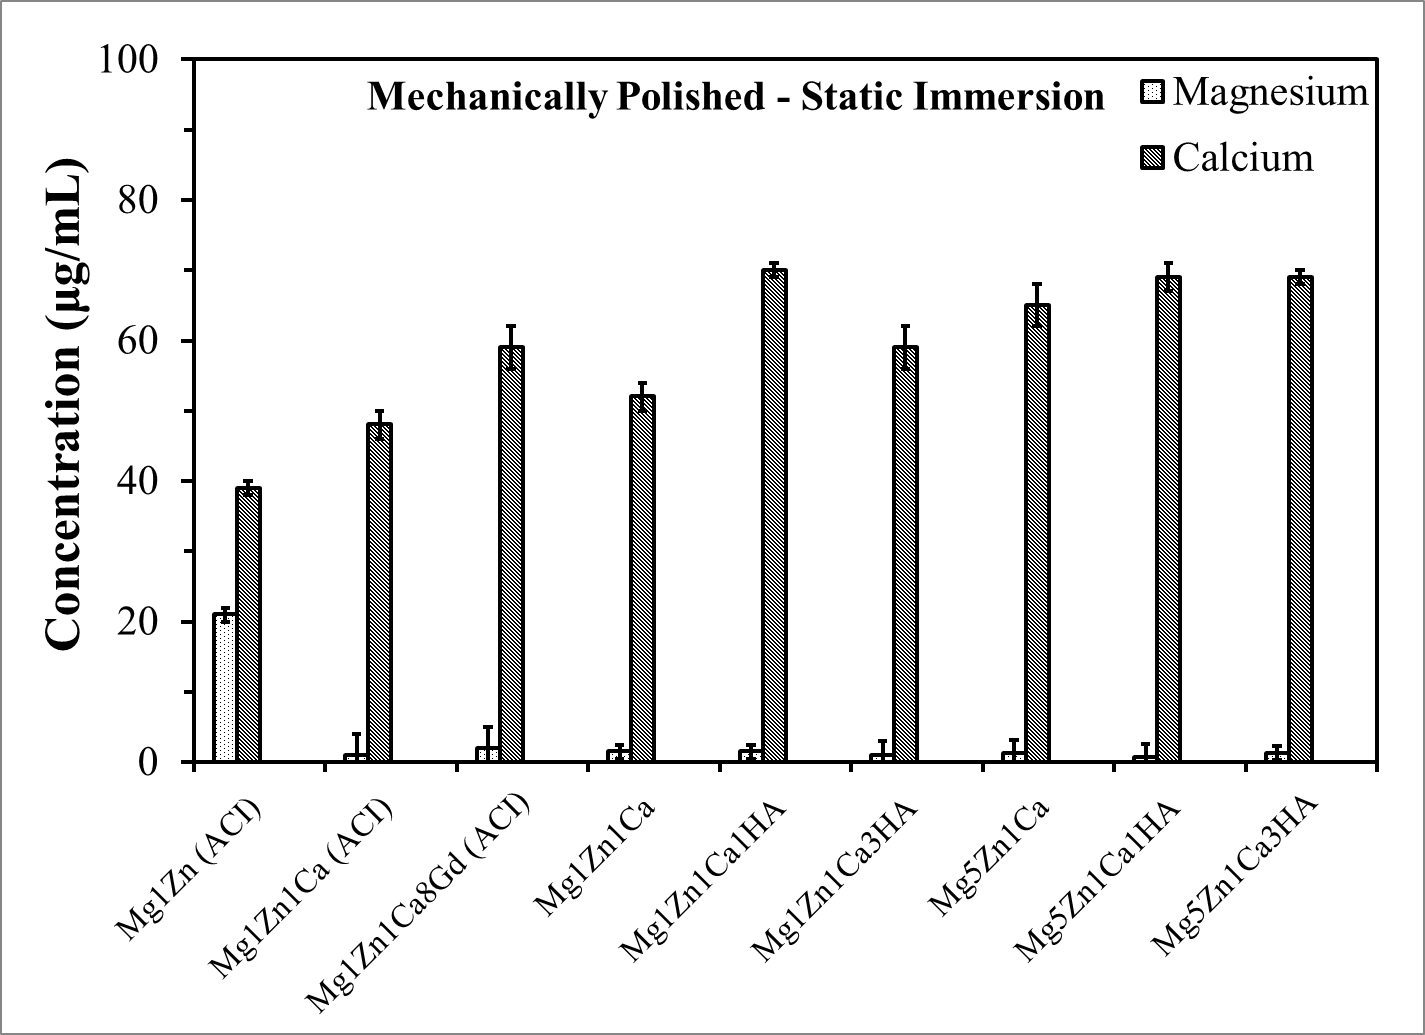 Mechanically Polished - Static Immersion
Magnesium
Calcium
Concentration (µg/mL)
100
80
60
40
20
0
Mg1Zn (ACI)
Mg1Zn1Ca (ACI)
Mg1Zn1Ca8Gd (ACI)
Mg1Zn1Ca
Mg1Zn1Ca1HA
Mg1Zn1Ca3HA
Mg5Zn1Ca
Mg5Zn1Ca1HA
Mg5Zn1Ca3HA